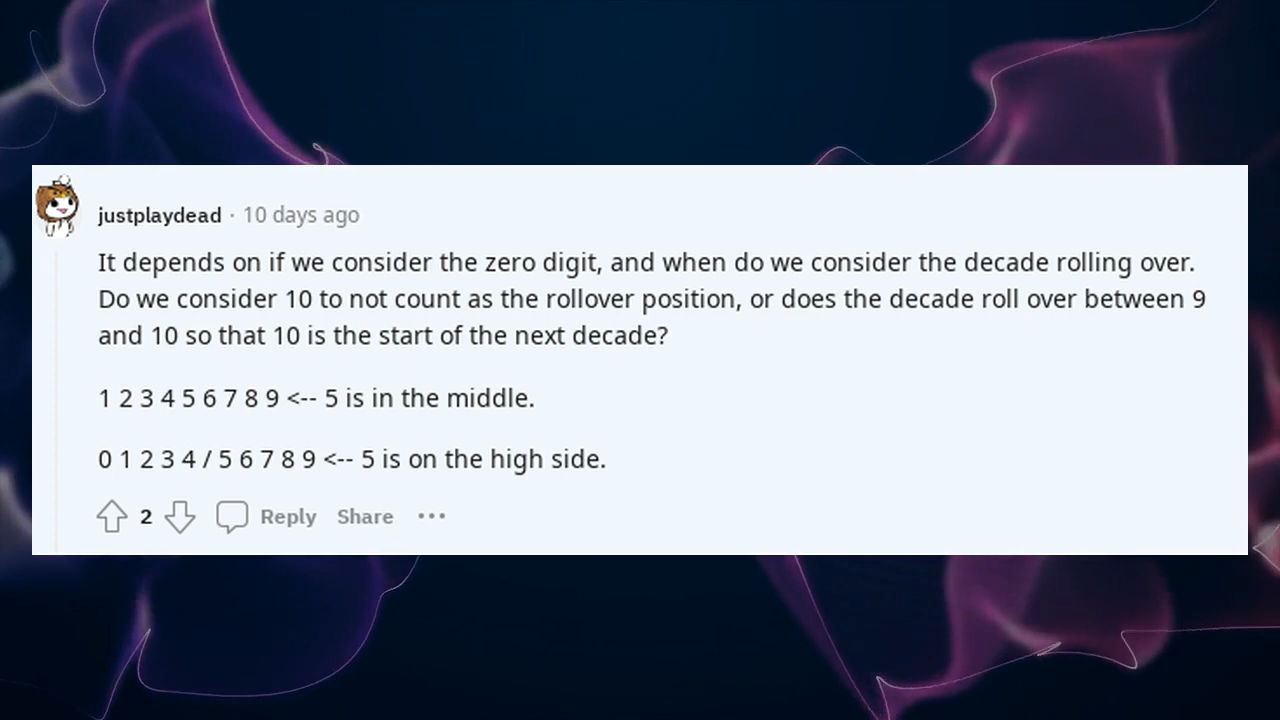 justplaydead · 10 days ago
It depends on if we consider the zero digit, and when do we consider the decade rolling over.
Do we consider 10 to not count as the rollover position, or does the decade roll over between 9
and 10 so that 10 is the start of the next decade?
1 2 3 4 5 6 7 8 9 <-- 5 is in the middle.
0 1 2 3 4 / 5 6 7 8 9 <-- 5 is on the high side.
2 Reply Share ···